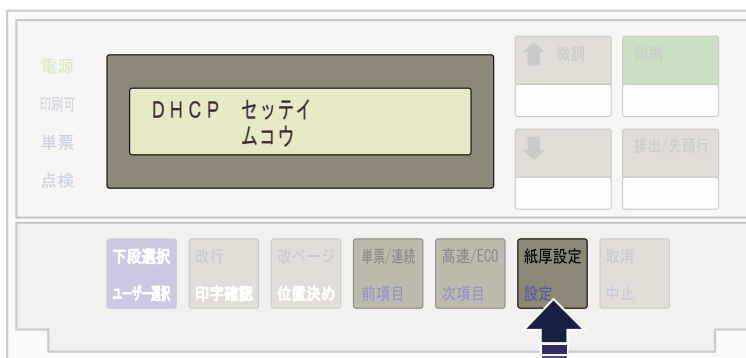 電源
印刷可
単票
点検
ＤＨＣＰ　セッテイ
ムコウ
微調
印刷
排出/先頭行
下段選択
ユーザー選択
改行
印字確認
改ページ
位置決め
単票/連続
前項目
高速/ECO
次項目
紙厚設定
設定
取消
中止